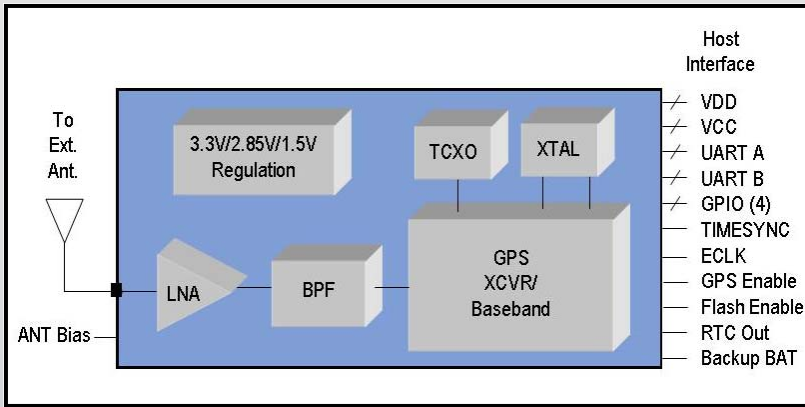 Host
Interface
To
Ext.
Ant.
3.3V/2.85V/1.5V
Regulation
TCXO
XTAL
VDD
VCC
UART A
UART B
GPIO (4)
TIMESYNC
ECLK
GPS Enable
Flash Enable
RTC Out
Backup BAT
LNA
BPF
GPS
XCVR/
Baseband
ANT Bias